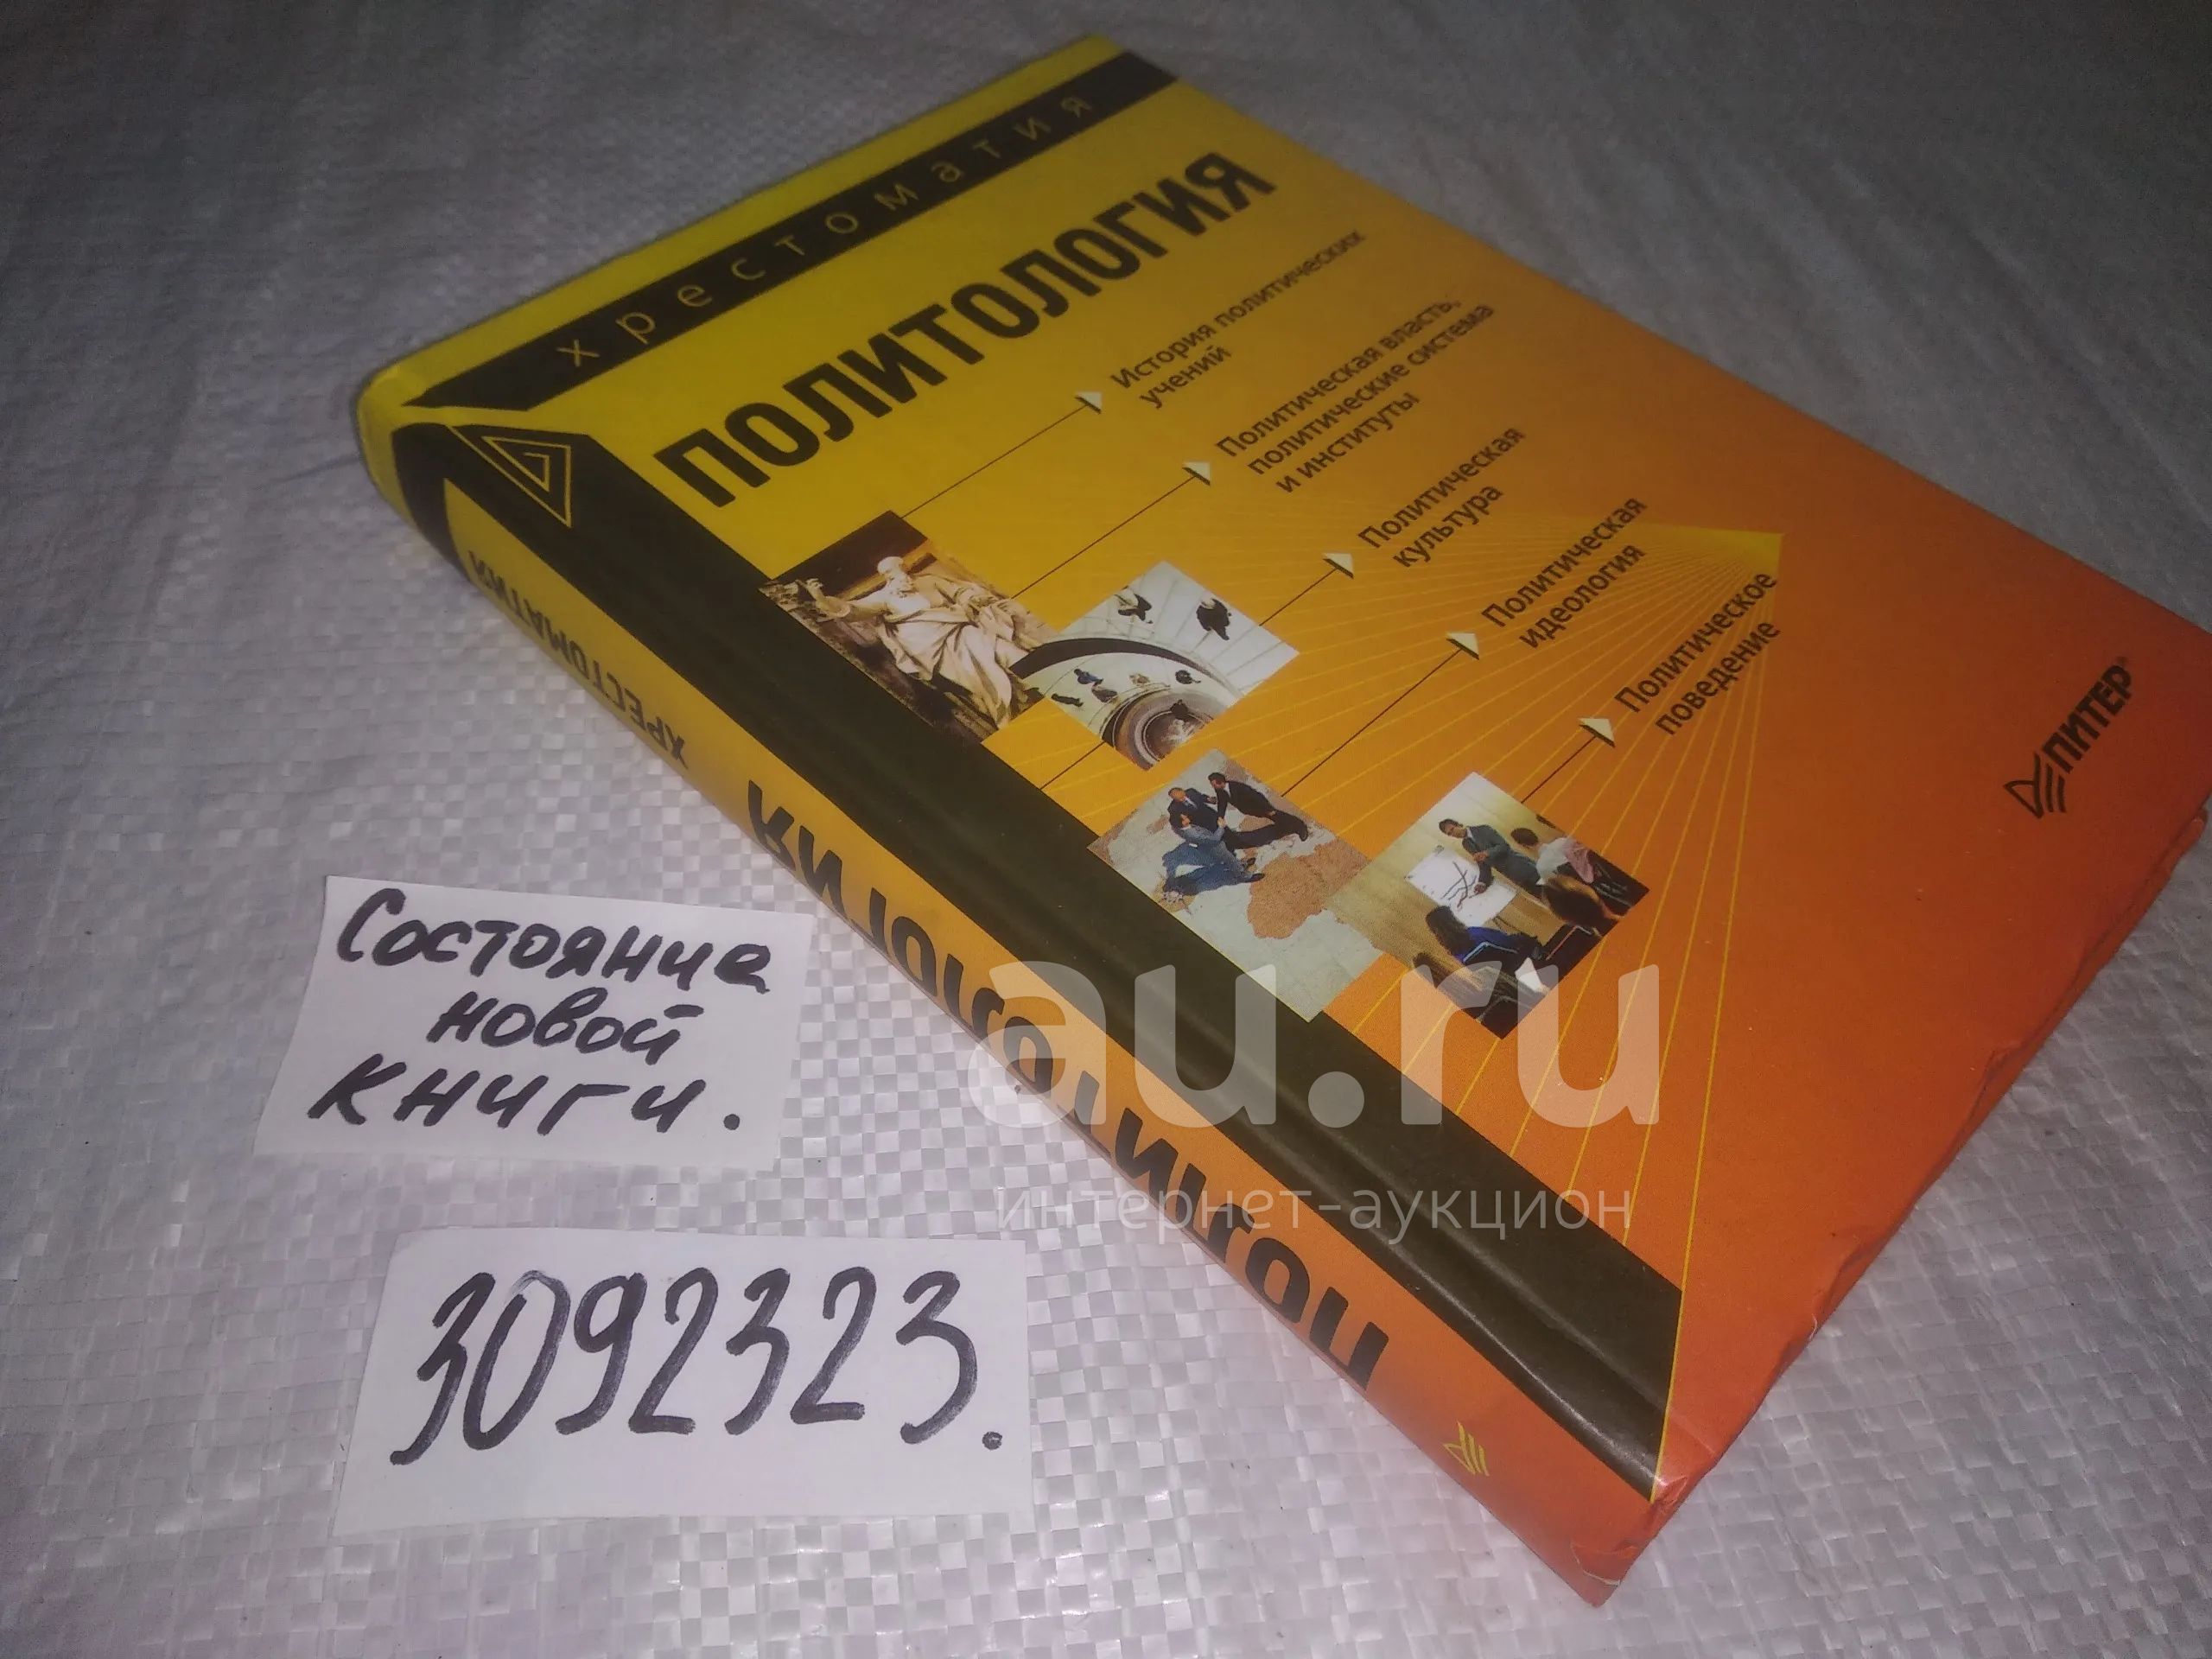 хрестоматия
ПОЛИТОЛОГИЯ
История политических
учений
Политическая власть,
политические система
и институты
Политическая
культура
Политическая
идеология
Политическое
поведение
ПИТЕР®
ПОЛИТОЛОГИЯ ХРЕСТОМАТИЯ
Состояние
новой
книги.
3092323.
au.ru
интернет-аукцион